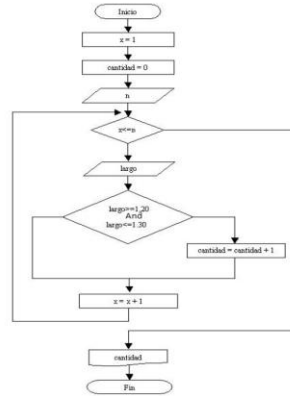 Inicio
x = 1
cantidad = 0
n
x<=n
largo
largo>=1.20
And
largo<=1.30
cantidad = cantidad + 1
x = x + 1
cantidad
Fin